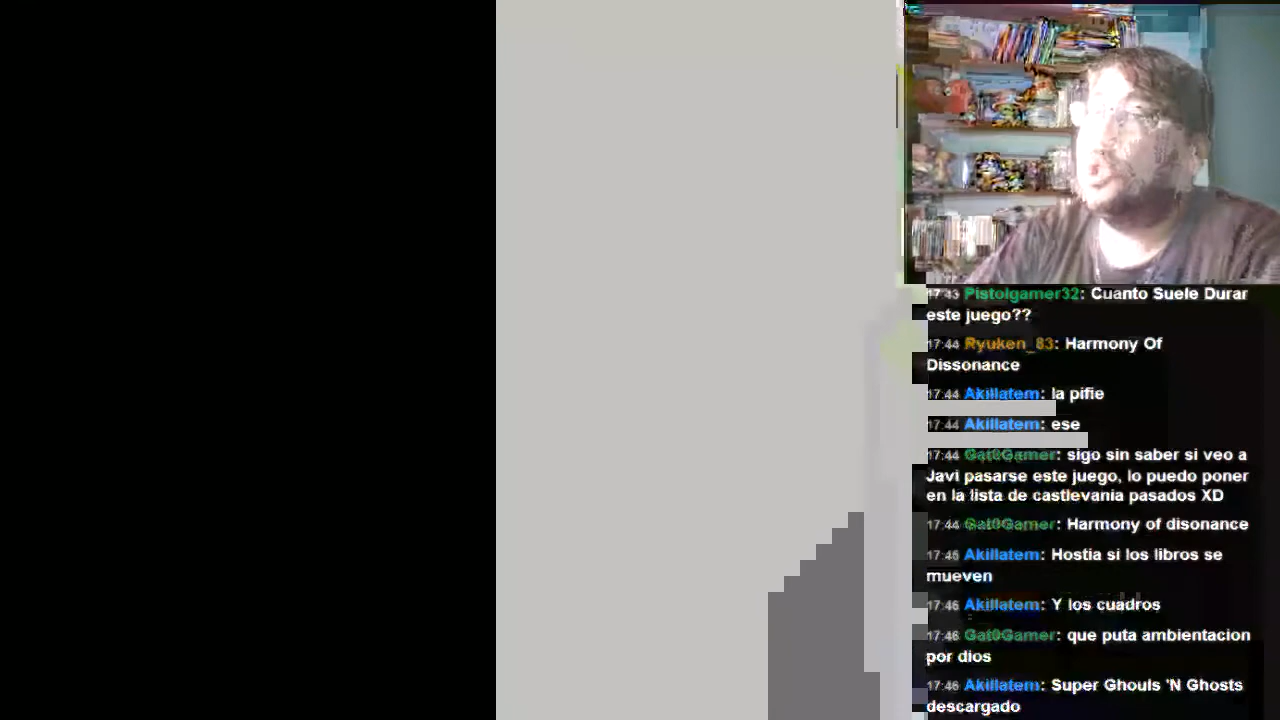 17:43 Pistolgamer32: Cuanto Suele Durar
este juego??
17:44 Ryuken_83: Harmony Of
Dissonance
17:44 Akillatem: la pifie
17:44 Akillatem: ese
17:44 Gat0Gamer: sigo sin saber si veo a
Javi pasarse este juego, lo puedo poner
en la lista de castlevania pasados XD
17:44 Gat0Gamer: Harmony of disonance
17:45 Akillatem: Hostia si los libros se
mueven
17:46 Akillatem: Y los cuadros
17:46 Gat0Gamer: que puta ambientacion
por dios
17:46 Akillatem: Super Ghouls 'N Ghosts
descargado